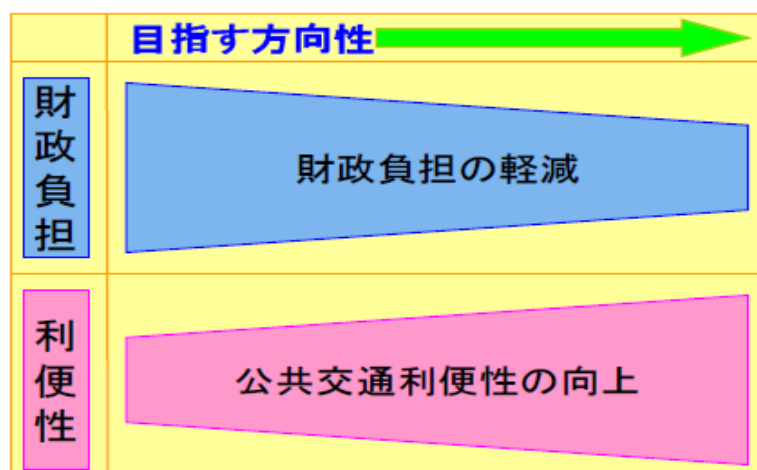 目指す方向性
財政負担
財政負担の軽減
利便性
公共交通利便性の向上